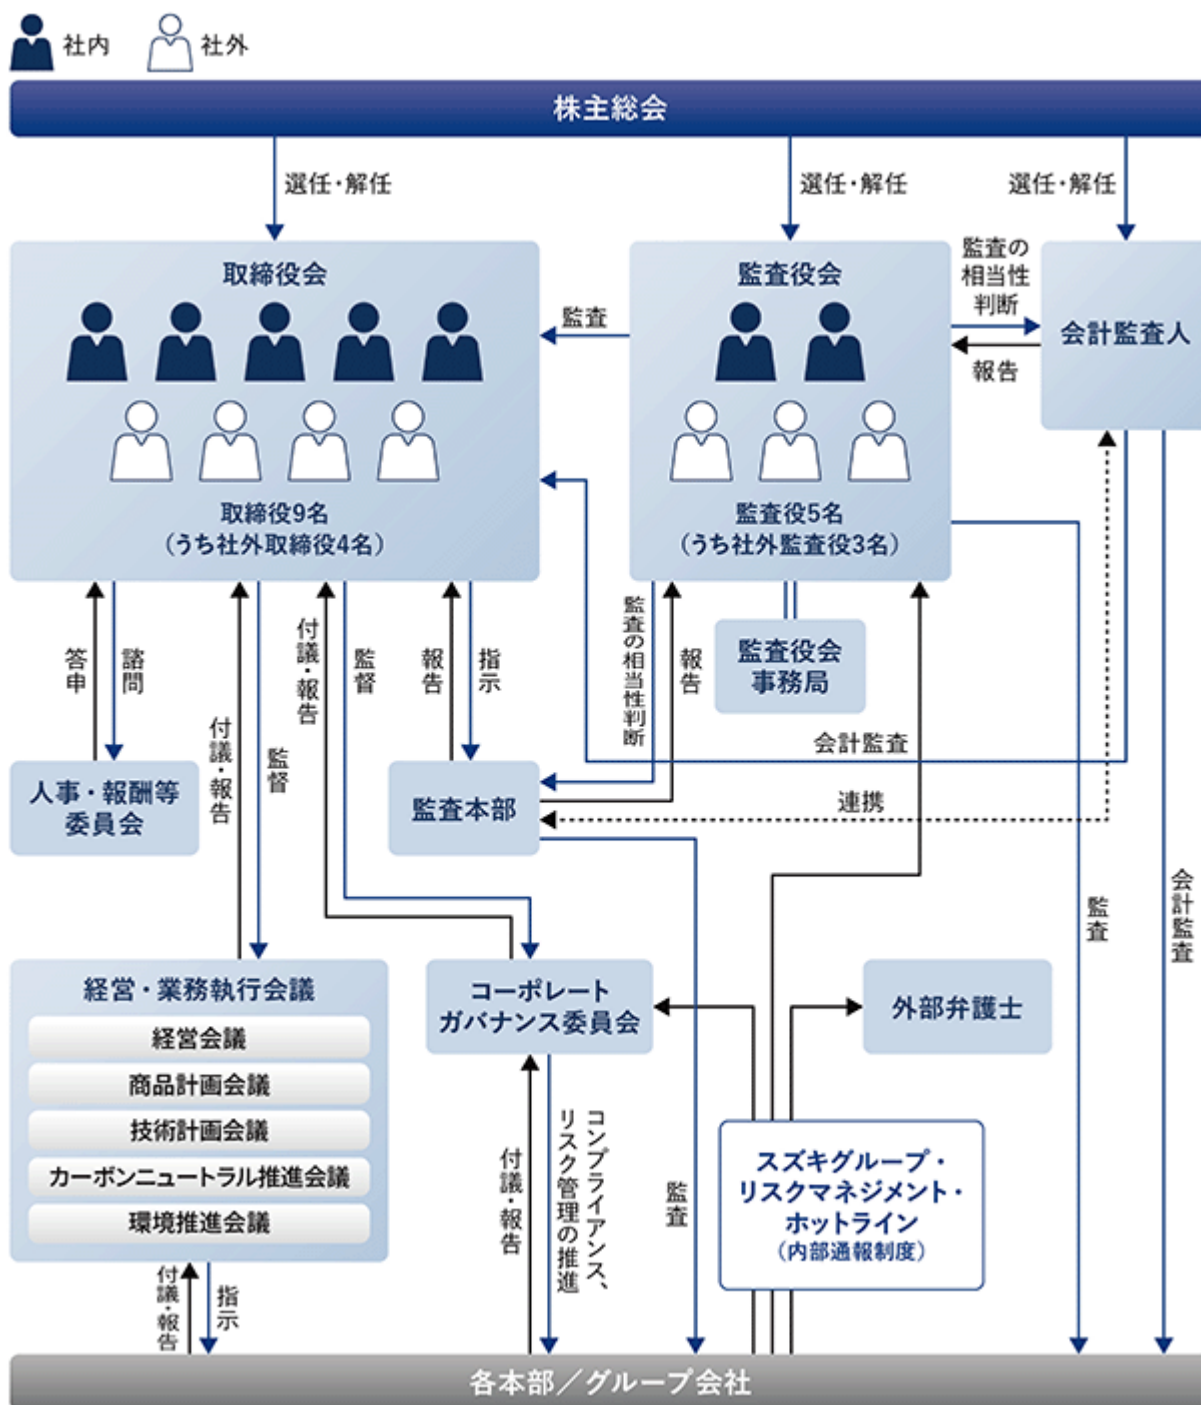 社内
社外
株主総会
選任・解任
選任・解任
選任・解任
取締役会
監査
監査役会
監査の
相当性
判断
報告
会計監査人
取締役9名
（うち社外取締役4名）
監査役5名
（うち社外監査役3名）
答申
諮問
付議・報告
監督
付議・報告
監督
報告
指示
監査の相当性判断
報告
監査役会
事務局
会計監査
連携
人事・報酬等
委員会
監査本部
監査
会計監査
経営・業務執行会議
経営会議
商品計画会議
技術計画会議
カーボンニュートラル推進会議
環境推進会議
コーポレート
ガバナンス委員会
外部弁護士
付議・報告
コンプライアンス、
リスク管理の推進
監査
スズキグループ・
リスクマネジメント・
ホットライン
（内部通報制度）
付議・報告
指示
各本部／グループ会社